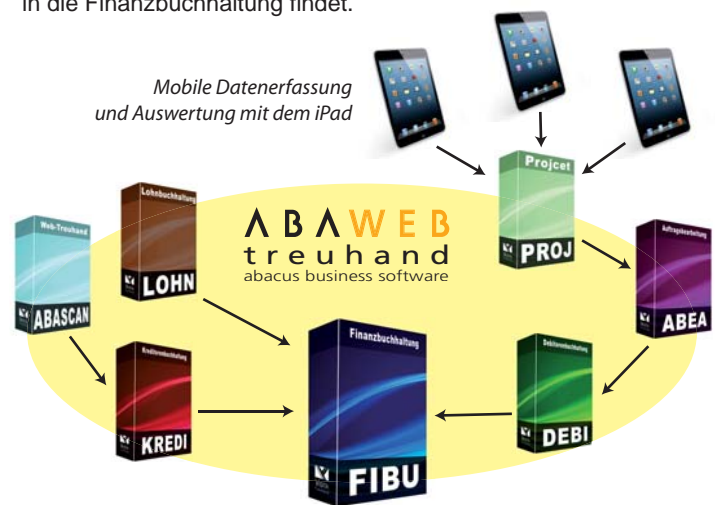 in die Finanzbuchhaltung findet.
Mobile Datenerfassung
und Auswertung mit dem iPad
Projcet
PROJ
Lohnbuchhaltung
LOHN
Web-Treuhand
ABASCAN
ABAWEB
treuhand
abacus business software
Auftragsbearbeitung
ABEA
Kreditorenbuchhaltung
KREDI
Finanzbuchhaltung
FIBU
Debitorenbuchhaltung
DEBI